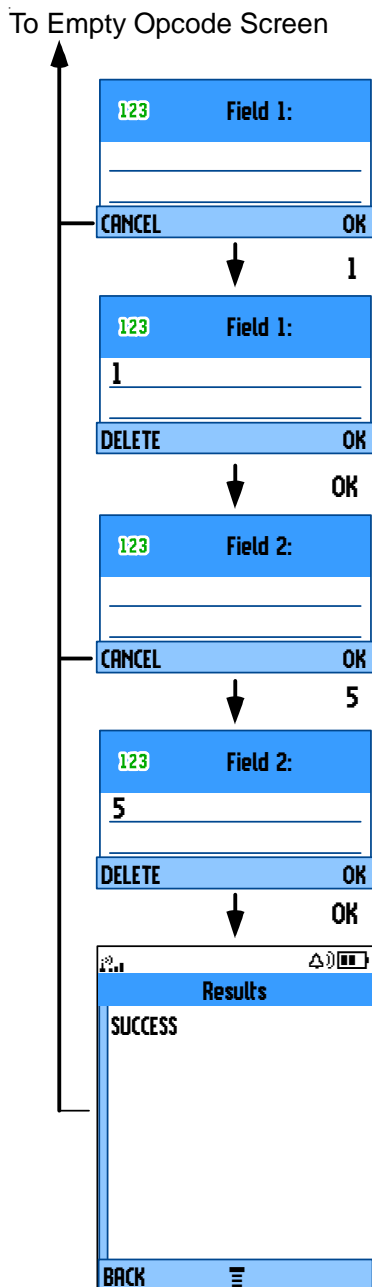 To Empty Opcode Screen
123 Field 1:
CANCEL OK
1
123 Field 1:
1
DELETE OK
OK
123 Field 2:
CANCEL OK
5
123 Field 2:
5
DELETE OK
OK
Results
SUCCESS
BACK